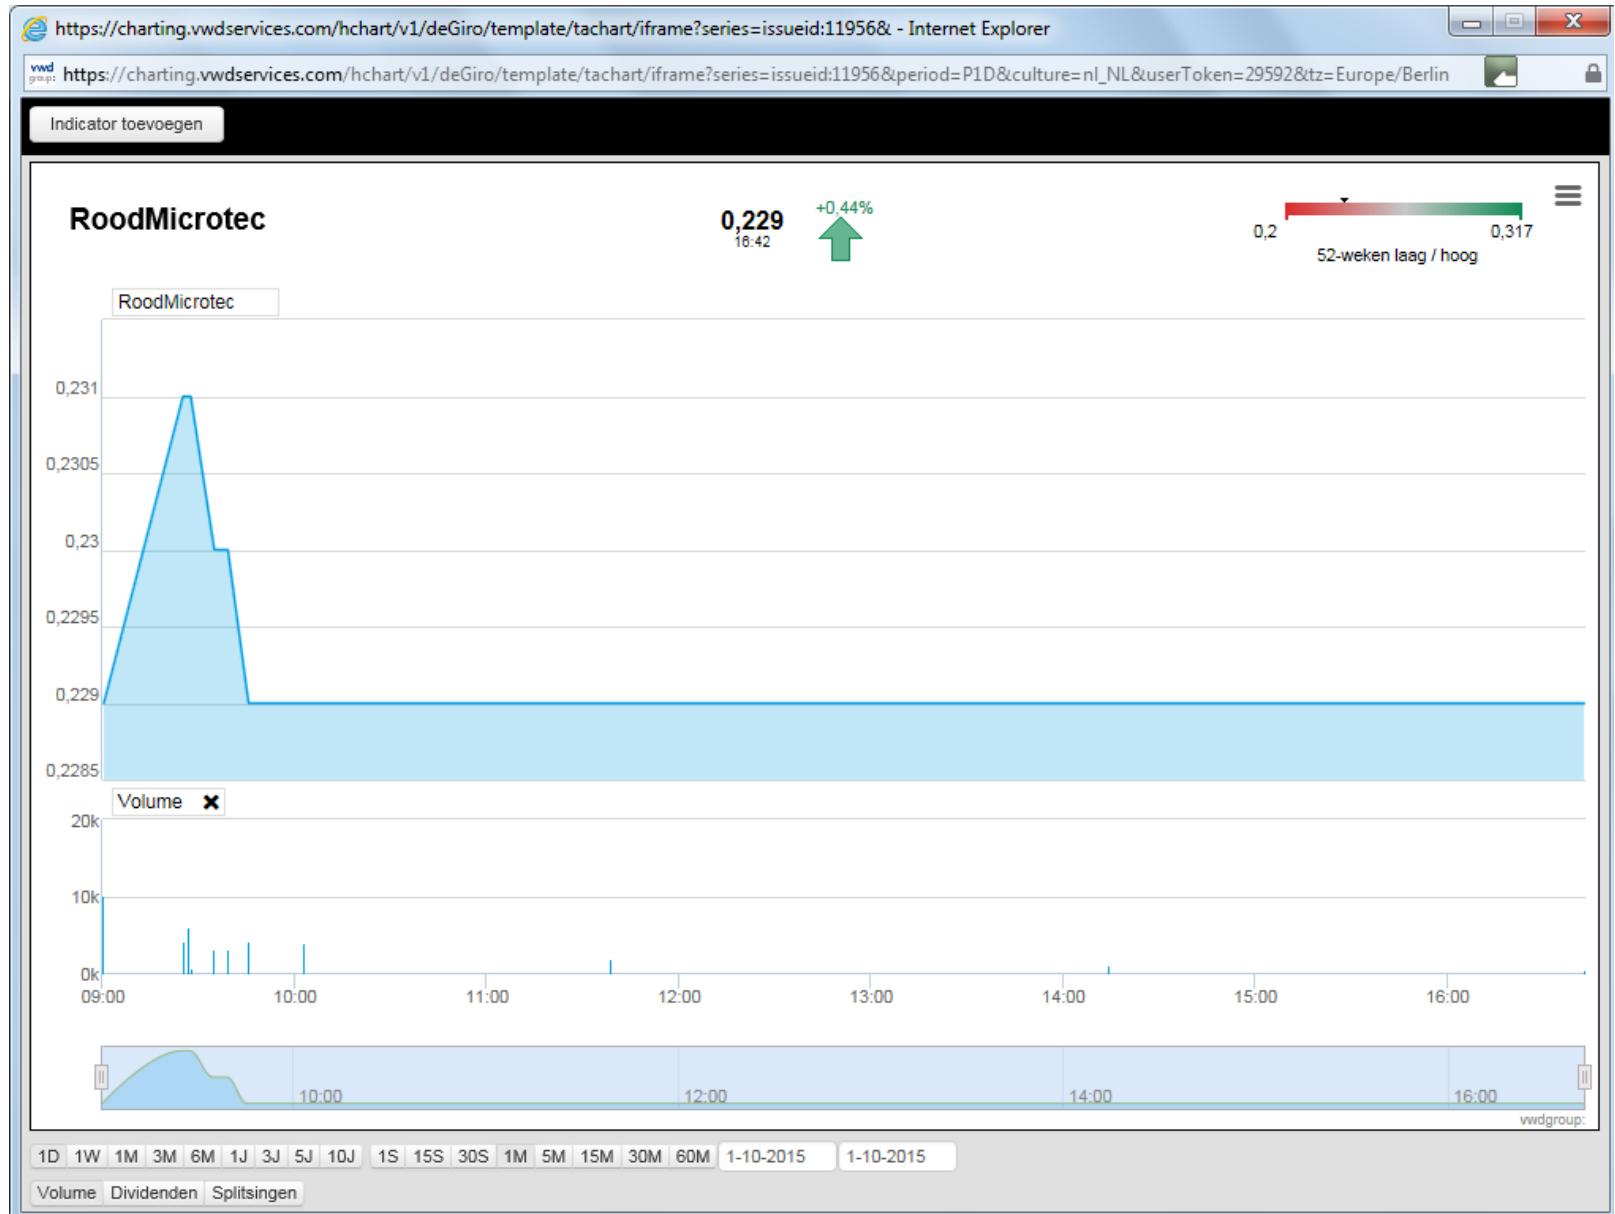 https://charting.vwdservices.com/hchart/v1/deGiro/template/tachart/iframe?series=issueid:11956& - Internet Explorer
vwd group: https://charting.vwdservices.com/hchart/v1/deGiro/template/tachart/iframe?series=issueid:11956&period=P1D&culture=nl_NL&userToken=29592&tz=Europe/Berlin
Indicator toevoegen
RoodMicrotec
0,229
16:42
+0,44%
0,2 0,317
52-weken laag / hoog
RoodMicrotec
0,231
0,2305
0,23
0,2295
0,229
0,2285
Volume
20k
10k
0k
09:00 10:00 11:00 12:00 13:00 14:00 15:00 16:00
10:00 12:00 14:00 16:00
vwdgroup:
1D 1W 1M 3M 6M 1J 3J 5J 10J 1S 15S 30S 1M 5M 15M 30M 60M 1-10-2015 1-10-2015
Volume Dividenden Splitsingen